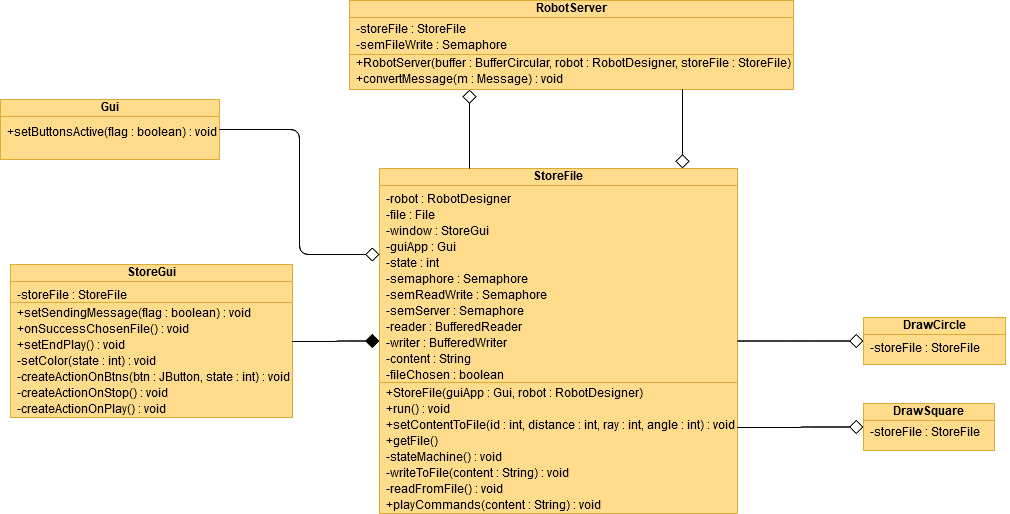 RobotServer
-storeFile : StoreFile
-semFileWrite : Semaphore
+RobotServer(buffer : BufferCircular, robot : RobotDesigner, storeFile : StoreFile)
+convertMessage(m : Message) : void
Gui
+setButtonsActive(flag : boolean) : void
StoreFile
-robot : RobotDesigner
-file : File
-window : StoreGui
-guiApp : Gui
-state : int
-semaphore : Semaphore
-semReadWrite : Semaphore
-semServer : Semaphore
-reader : BufferedReader
-writer : BufferedWriter
-content : String
-fileChosen : boolean
+StoreFile(guiApp : Gui, robot : RobotDesigner)
+run() : void
+setContentToFile(id : int, distance : int, ray : int, angle : int) : void
+getFile()
-stateMachine() : void
-writeToFile(content : String) : void
-readFromFile() : void
+playCommands(content : String) : void
StoreGui
-storeFile : StoreFile
+setSendingMessage(flag : boolean) : void
+onSuccessChosenFile() : void
+setEndPlay() : void
-setColor(state : int) : void
-createActionOnBtns(btn : JButton, state : int) : void
-createActionOnStop() : void
-createActionOnPlay() : void
DrawCircle
-storeFile : StoreFile
DrawSquare
-storeFile : StoreFile